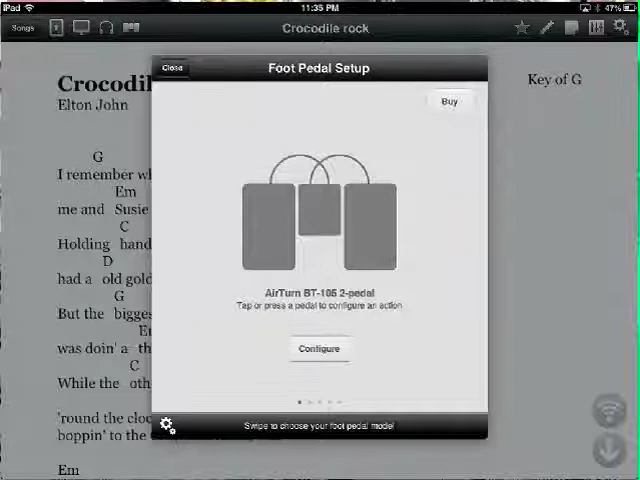 iPad 11:35 PM 47%
Songs Crocodile rock
Close Foot Pedal Setup
Buy
Crocodil
Key of G
Elton John
G
I remember wh
Em
me and Susie
C
Holding hand
D
had a old gold
G
But the bigges
Em
was doin' a th
C
While the oth
'round the cloc
boppin' to the
Em
AirTurn BT-105 2-pedal
Tap or press a pedal to configure an action
Configure
Swipe to choose your foot pedal model